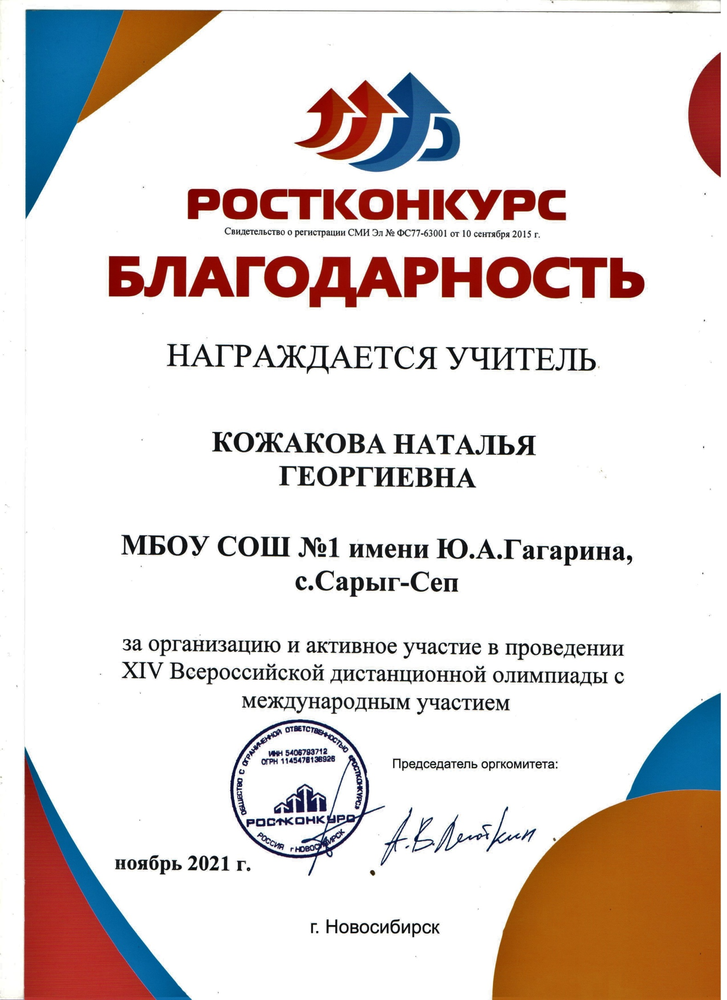 РОСТКОНКУРС
Свидетельство о регистрации СМИ Эл № ФС77-63001 от 10 сентября 2015 г.
БЛАГОДАРНОСТЬ
НАГРАЖДАЕТСЯ УЧИТЕЛЬ
КОЖАКОВА НАТАЛЬЯ
ГЕОРГИЕВНА
МБОУ СОШ №1 имени Ю.А.Гагарина,
с.Сарыг-Сеп
за организацию и активное участие в проведении
XIV Всероссийской дистанционной олимпиады с
международным участием
ОБЩЕСТВО С ОГРАНИЧЕННОЙ ОТВЕТСТВЕННОСТЬЮ «РОСТКОНКУРС»
ИНН 5406793712
ОГРН 1145476136926
РОСТКОНКУРС
РОССИЯ г НОВОСИБИРСК
Председатель оргкомитета:
ноябрь 2021 г.
г. Новосибирск